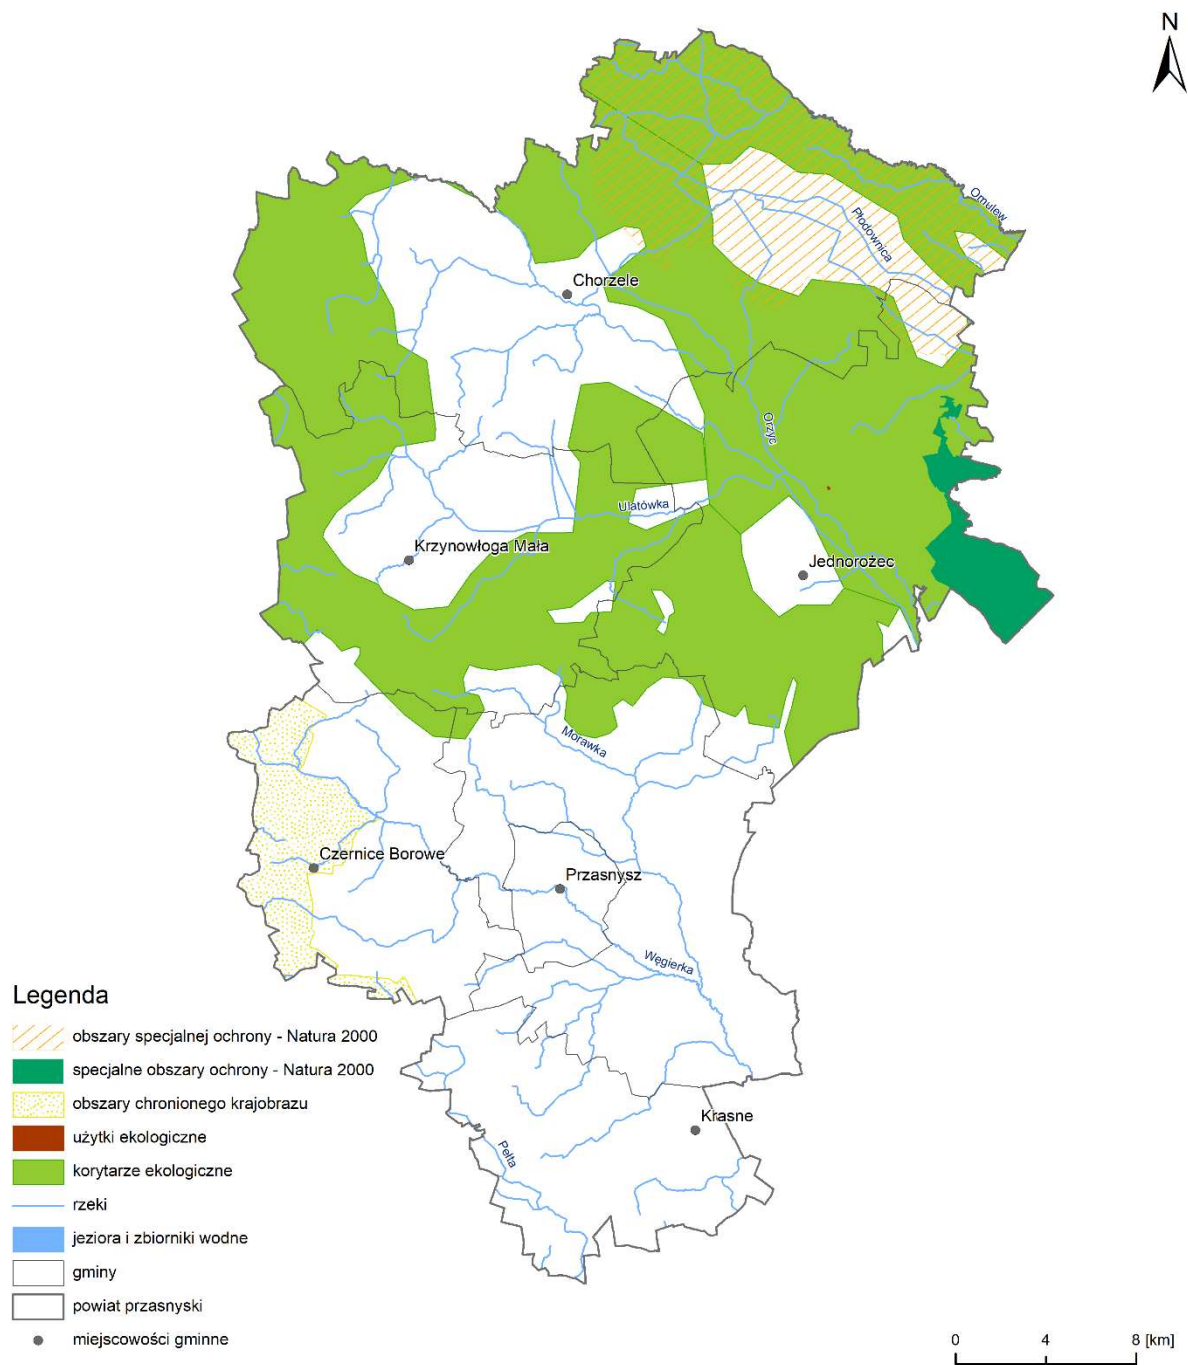 N
Omulew
Płodownica
Chorzele
Orzyc
Ulatówka
Krzynowłoga Mała
Jednorożec
Morawka
Czernice Borowe
Przasnysz
Węgierka
Krasne
Pełta
Legenda
obszary specjalnej ochrony - Natura 2000
specjalne obszary ochrony - Natura 2000
obszary chronionego krajobrazu
użytki ekologiczne
korytarze ekologiczne
rzeki
jeziora i zbiorniki wodne
gminy
powiat przasnyski
miejscowości gminne
0 4 8 [km]